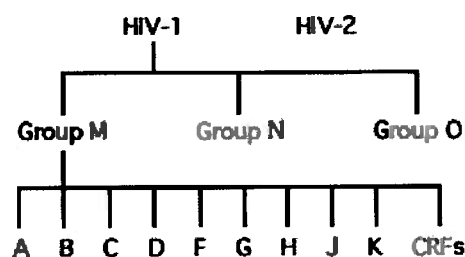 HIV-1 HIV-2
Group M Group N Group O
A B C D F G H J K CRFs